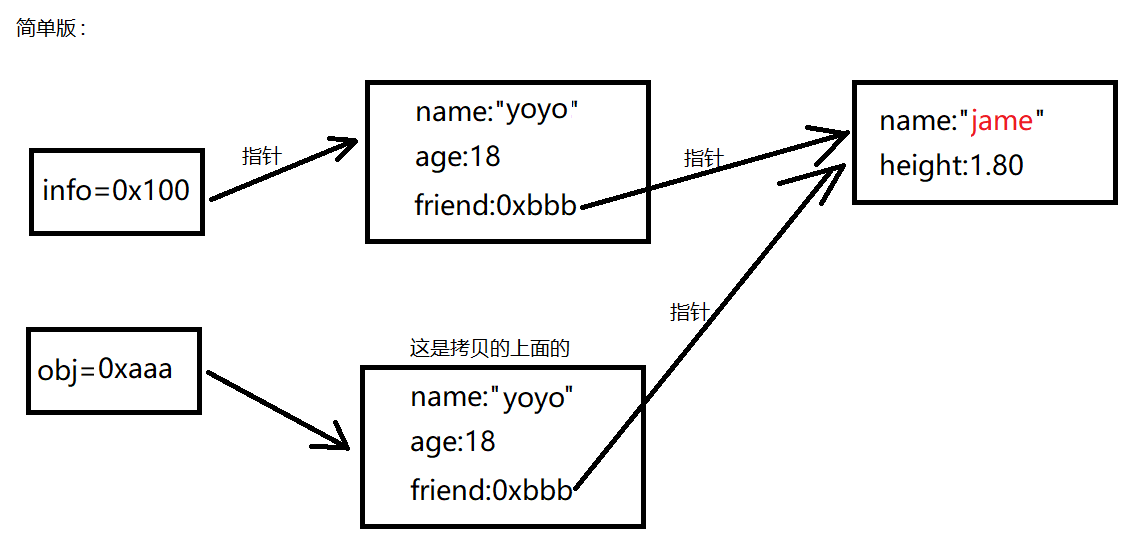 简单版：
info=0x100
指针
name:"yoyo"
age:18
friend:0xbbb
指针
name:"jame"
height:1.80
指针
obj=0xaaa
这是拷贝的上面的
name:"yoyo"
age:18
friend:0xbbb